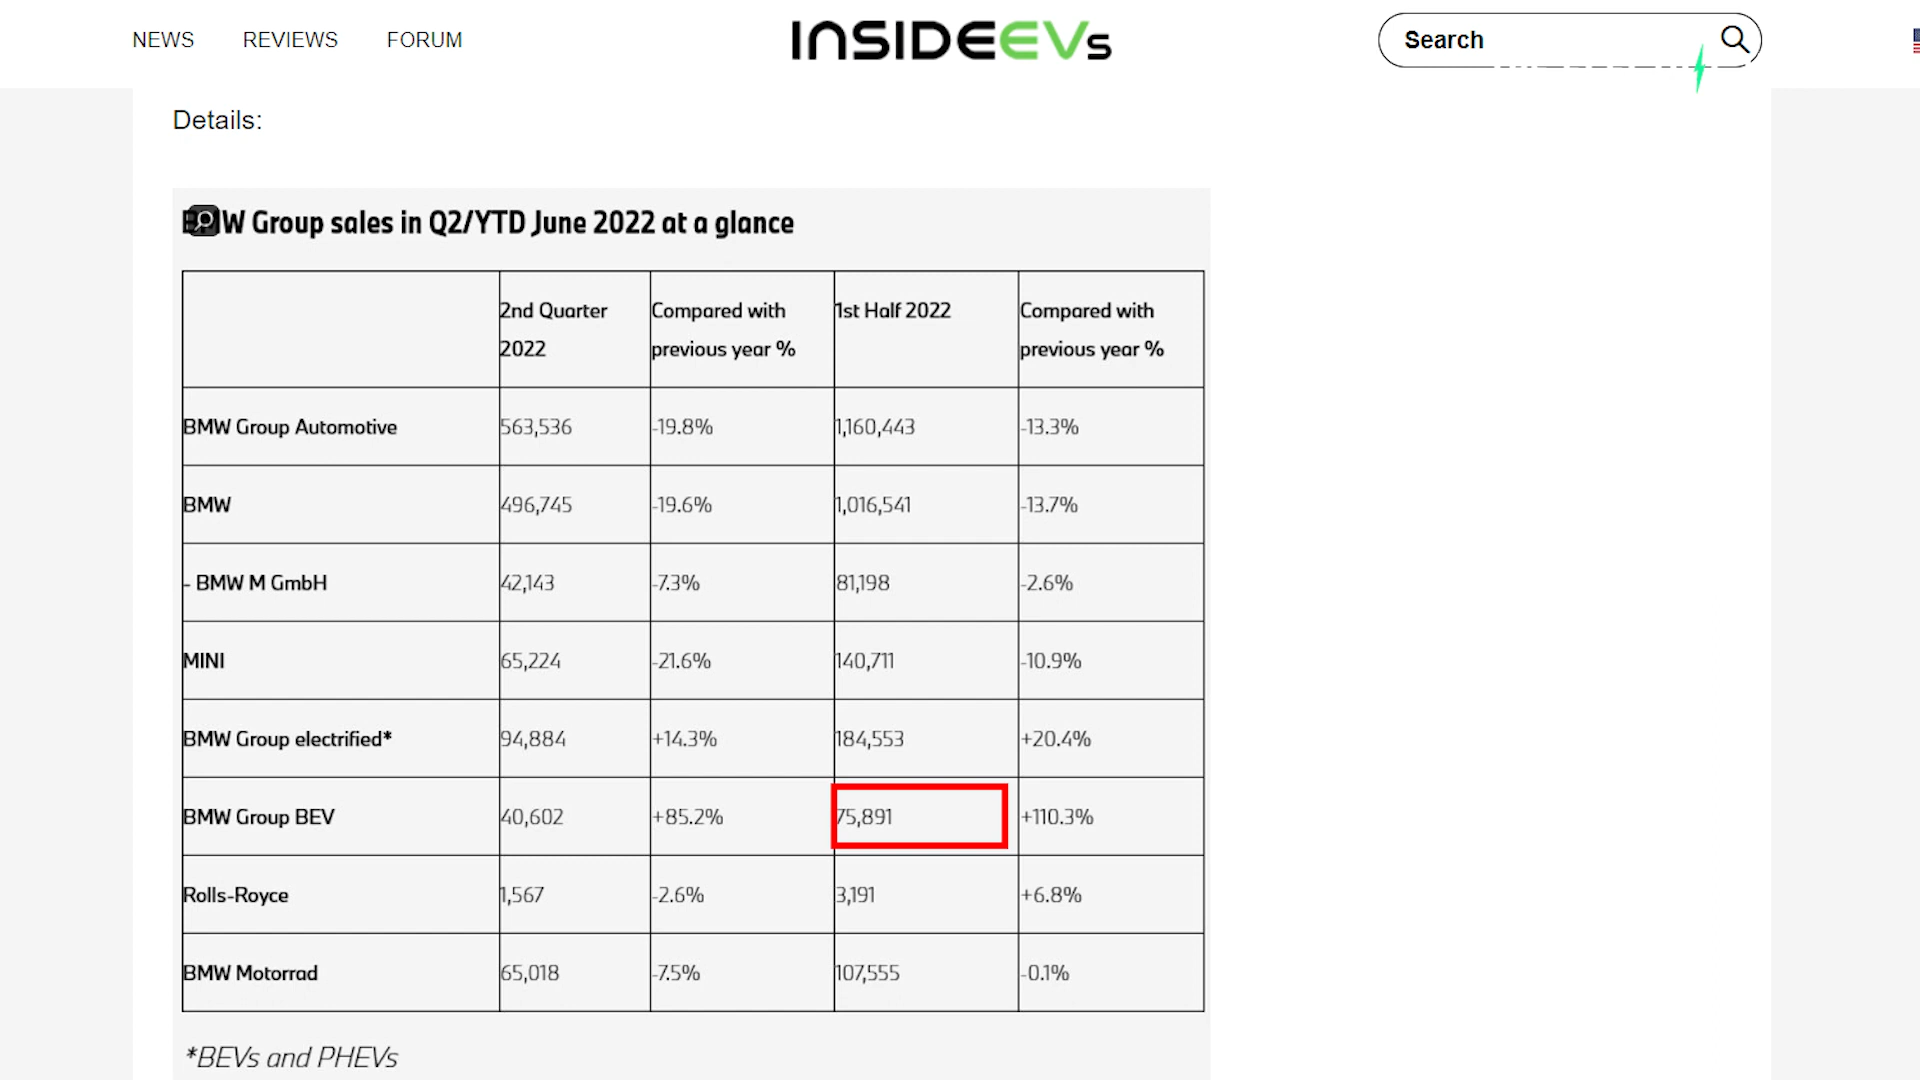 NEWS REVIEWS FORUM INSIDEEVs Search
Details:
BMW Group sales in Q2/YTD June 2022 at a glance
2nd Quarter 2022 Compared with previous year % 1st Half 2022 Compared with previous year %
BMW Group Automotive 563,536 -19.8% 1,160,443 -13.3%
BMW 496,745 -19.6% 1,016,541 -13.7%
- BMW M GmbH 42,143 -7.3% 81,198 -2.6%
MINI 65,224 -21.6% 140,711 -10.9%
BMW Group electrified* 94,884 +14.3% 184,553 +20.4%
BMW Group BEV 40,602 +85.2% 75,891 +110.3%
Rolls-Royce 1,567 -2.6% 3,191 +6.8%
BMW Motorrad 65,018 -7.5% 107,555 -0.1%
*BEVs and PHEVs